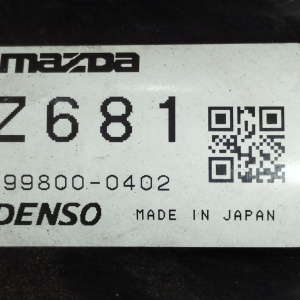 mazda
Z681
99800-0402
DENSO MADE IN JAPAN